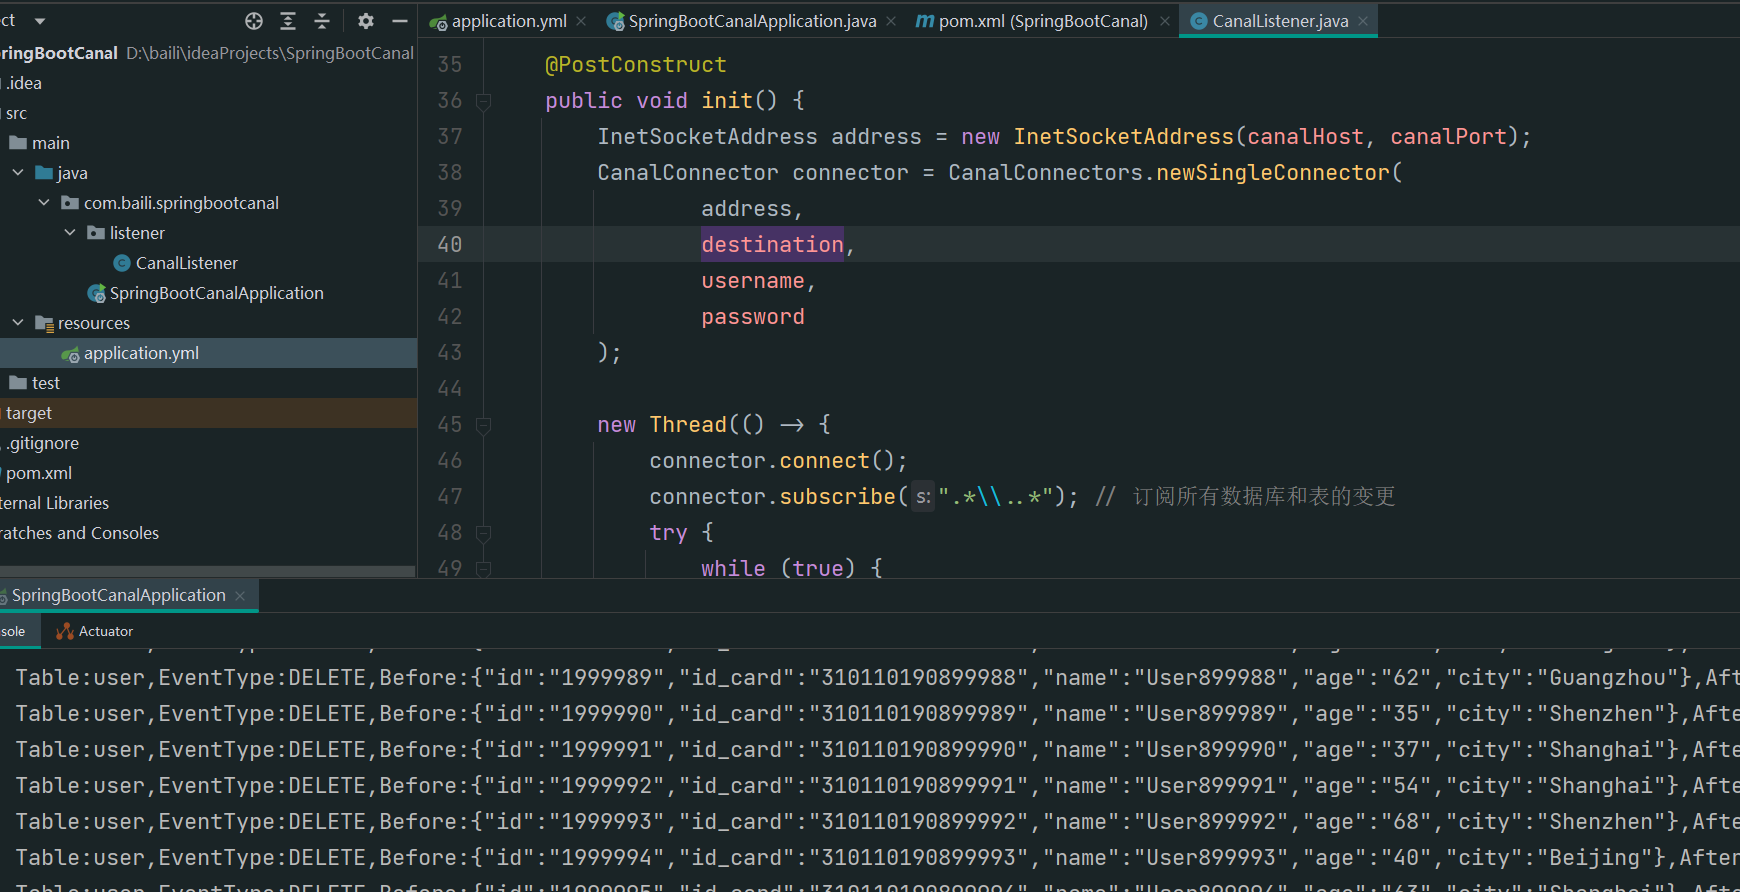 ct
application.yml
SpringBootCanalApplication.java
pom.xml (SpringBootCanal)
CanalListener.java
ringBootCanal D:\baili\ideaProjects\SpringBootCanal
.idea
src
main
java
com.baili.springbootcanal
listener
CanalListener
SpringBootCanalApplication
resources
application.yml
test
target
.gitignore
pom.xml
ternal Libraries
ratches and Consoles
35 @PostConstruct
36 public void init() {
37 InetSocketAddress address = new InetSocketAddress(canalHost, canalPort);
38 CanalConnector connector = CanalConnectors.newSingleConnector(
39 address,
40 destination,
41 username,
42 password
43 );
44
45 new Thread(() -> {
46 connector.connect();
47 connector.subscribe( s: ".*\\..*"); // 订阅所有数据库和表的变更
48 try {
49 while (true) {
SpringBootCanalApplication
sole Actuator
Table:user,EventType:DELETE,Before:{"id":"1999989","id_card":"310110190899988","name":"User899988","age":"62","city":"Guangzhou"},Aft
Table:user,EventType:DELETE,Before:{"id":"1999990","id_card":"310110190899989","name":"User899989","age":"35","city":"Shenzhen"},Afte
Table:user,EventType:DELETE,Before:{"id":"1999991","id_card":"310110190899990","name":"User899990","age":"37","city":"Shanghai"},Afte
Table:user,EventType:DELETE,Before:{"id":"1999992","id_card":"310110190899991","name":"User899991","age":"54","city":"Shanghai"},Afte
Table:user,EventType:DELETE,Before:{"id":"1999993","id_card":"310110190899992","name":"User899992","age":"68","city":"Shenzhen"},Afte
Table:user,EventType:DELETE,Before:{"id":"1999994","id_card":"310110190899993","name":"User899993","age":"40","city":"Beijing"},After